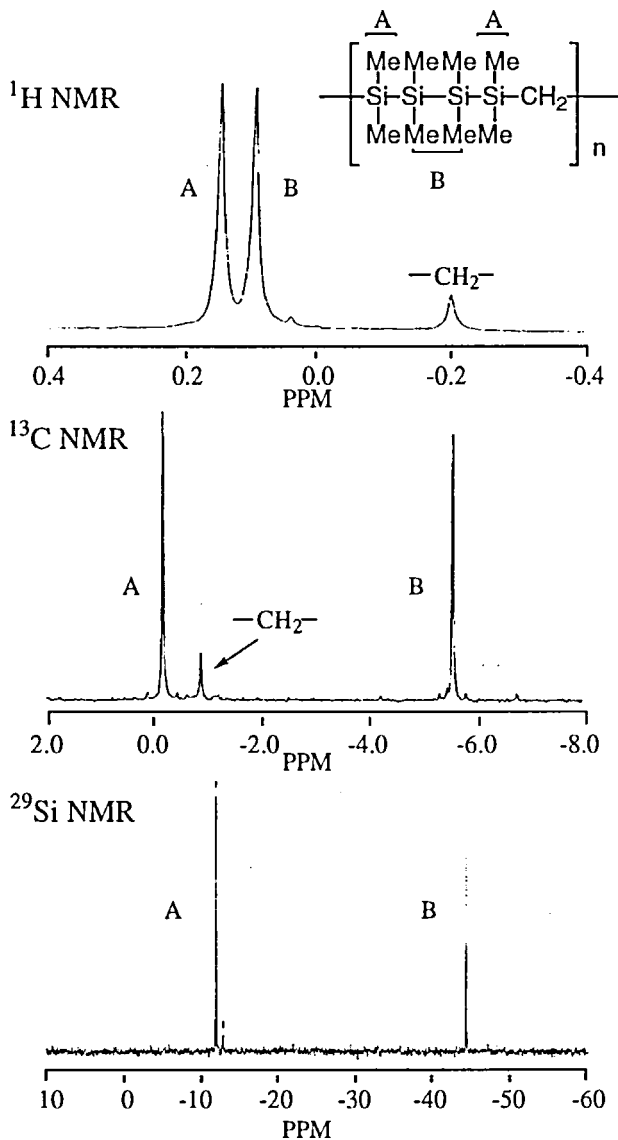 A A
Me Me Me Me
¹H NMR
Si Si Si Si CH₂
Me Me Me Me
n
B
A B
—CH₂—
0.4 0.2 0.0 -0.2 -0.4
PPM
¹³C NMR
A B
—CH₂—
2.0 0.0 -2.0 -4.0 -6.0 -8.0
PPM
²⁹Si NMR
A B
10 0 -10 -20 -30 -40 -50 -60
PPM